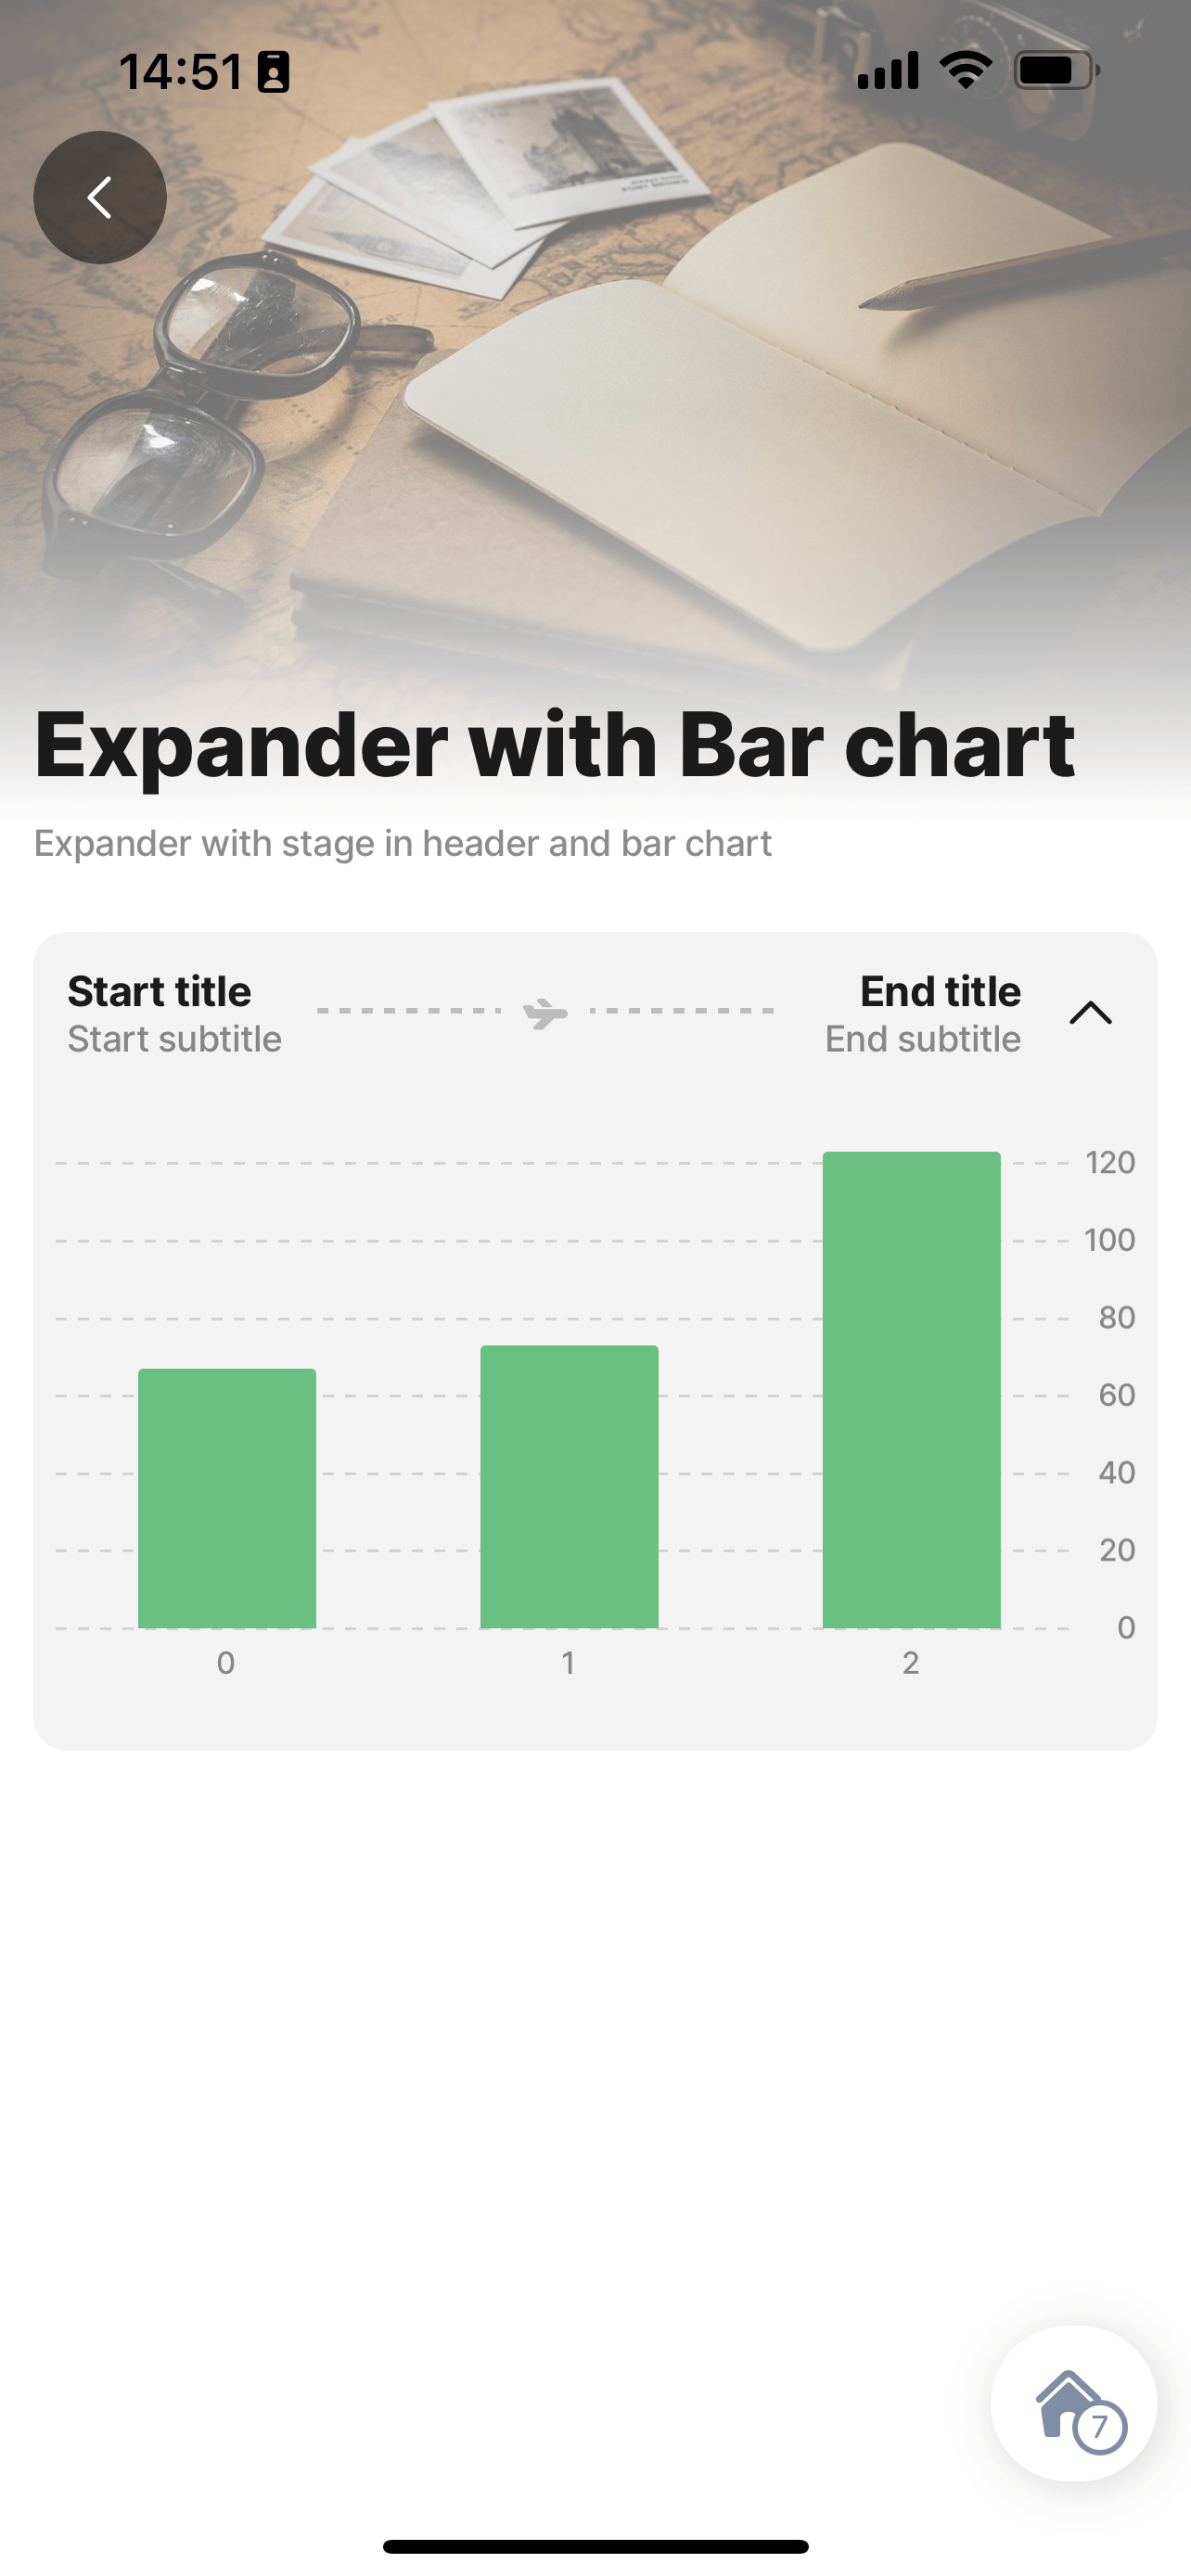 14:51
Expander with Bar chart
Expander with stage in header and bar chart
Start title
Start subtitle
End title
End subtitle
120
100
80
60
40
20
0
0 1 2
7